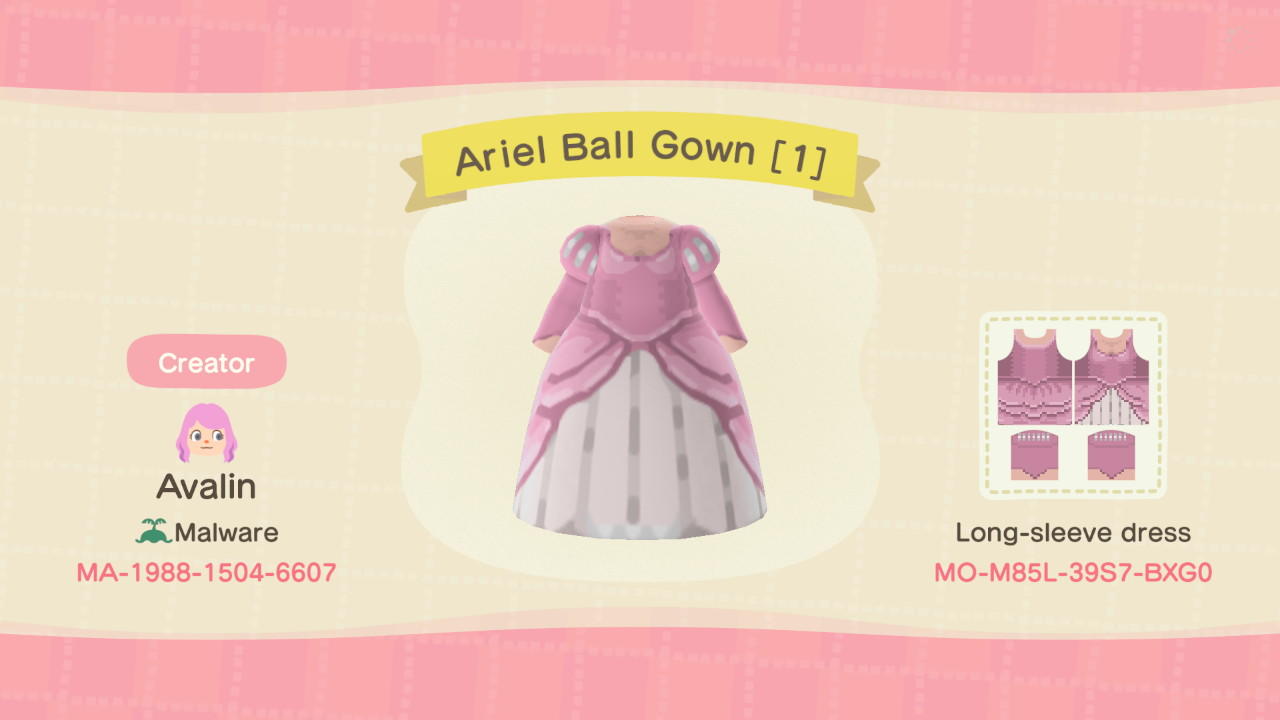 Ariel Ball Gown [1]
Creator
Avalin
Malware
MA-1988-1504-6607
Long-sleeve dress
MO-M85L-39S7-BXG0